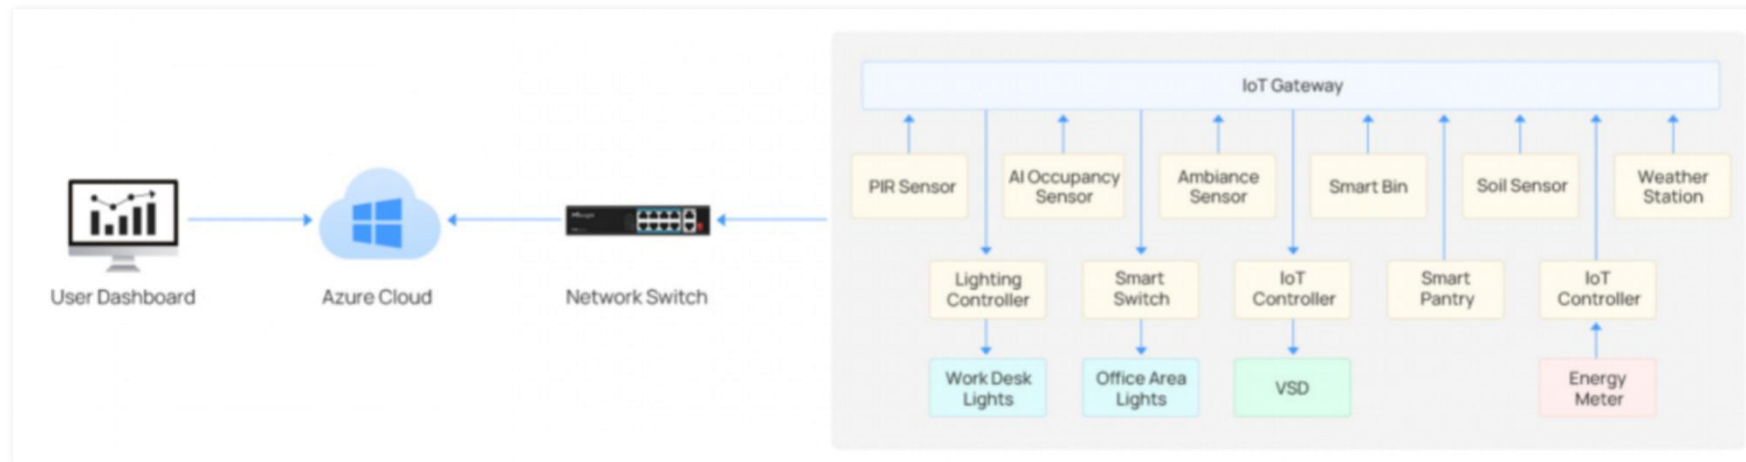 IoT Gateway
PIR Sensor
AI Occupancy
Sensor
Ambiance
Sensor
Smart Bin
Soil Sensor
Weather
Station
Lighting
Controller
Smart
Switch
IoT
Controller
Smart
Pantry
IoT
Controller
Work Desk
Lights
Office Area
Lights
VSD
Energy
Meter
User Dashboard
Azure Cloud
Network Switch